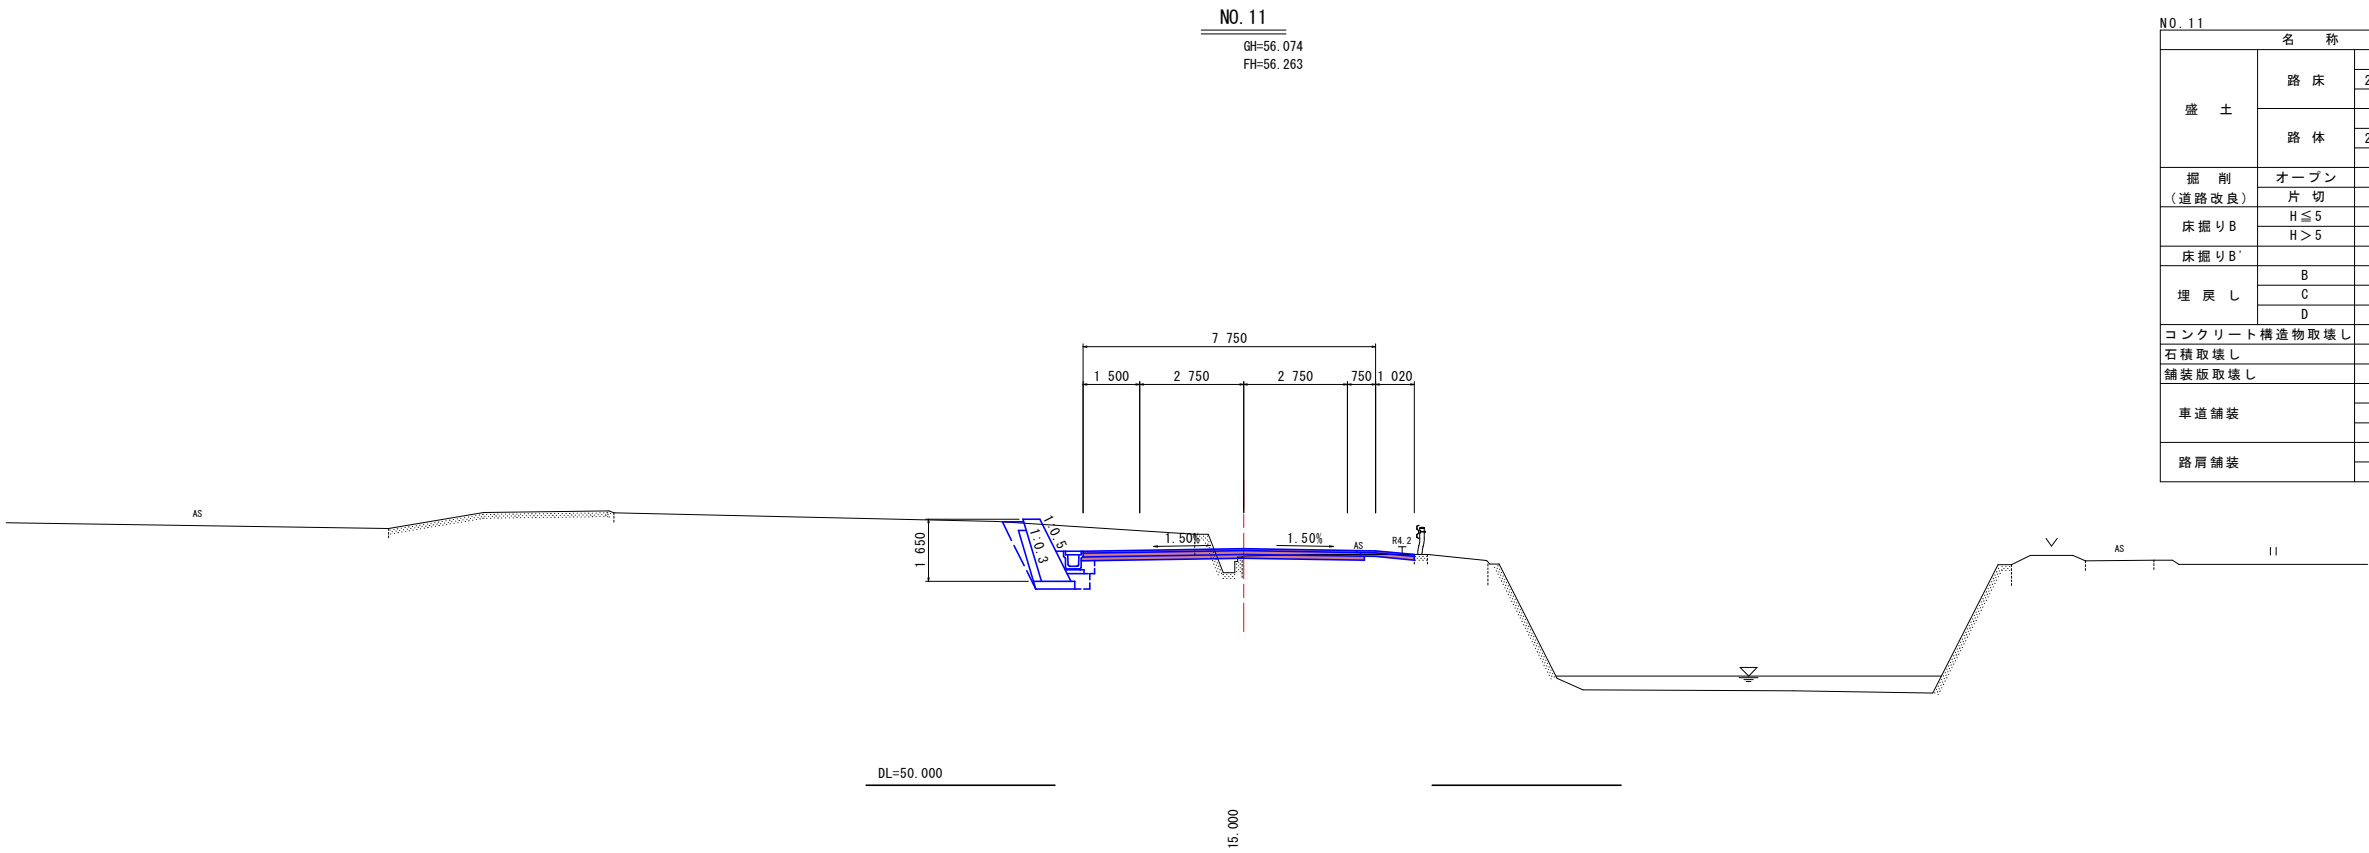 NO.11
GH=56.074
FH=56.263
NO.11
名 称
盛 土
路 床
2
路 体
2
掘 削
(道路改良)
オープン
片 切
床掘りB
H≦5
H>5
床掘りB'
埋 戻 し
B
C
D
コンクリート構造物取壊し
石積取壊し
舗装版取壊し
車道舗装
路肩舗装
7 750
1 500
2 750
2 750
750
1 020
AS
1 650
1:0.5
1:0.3
1.50%
1.50%
AS
R4.2
AS
DL=50.000
15.000